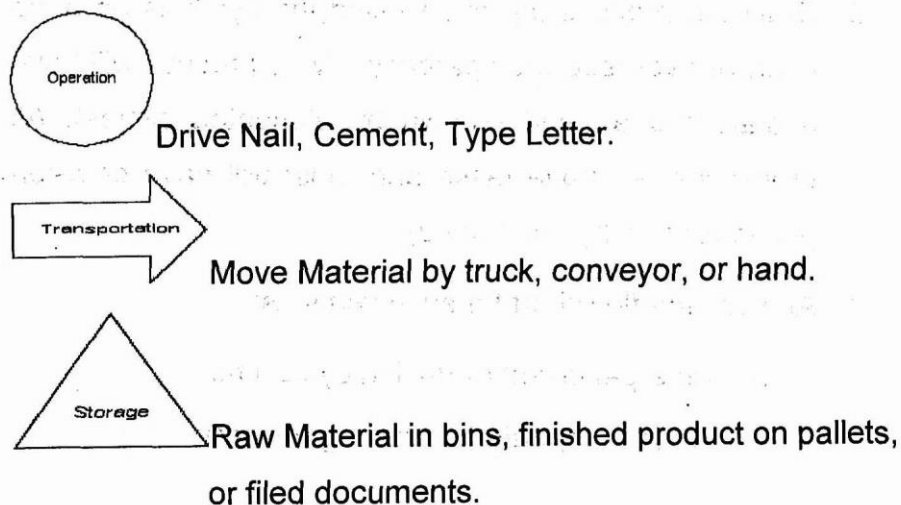 Operation
Drive Nail, Cement, Type Letter.
Transportation
Move Material by truck, conveyor, or hand.
Storage
Raw Material in bins, finished product on pallets,
or filed documents.